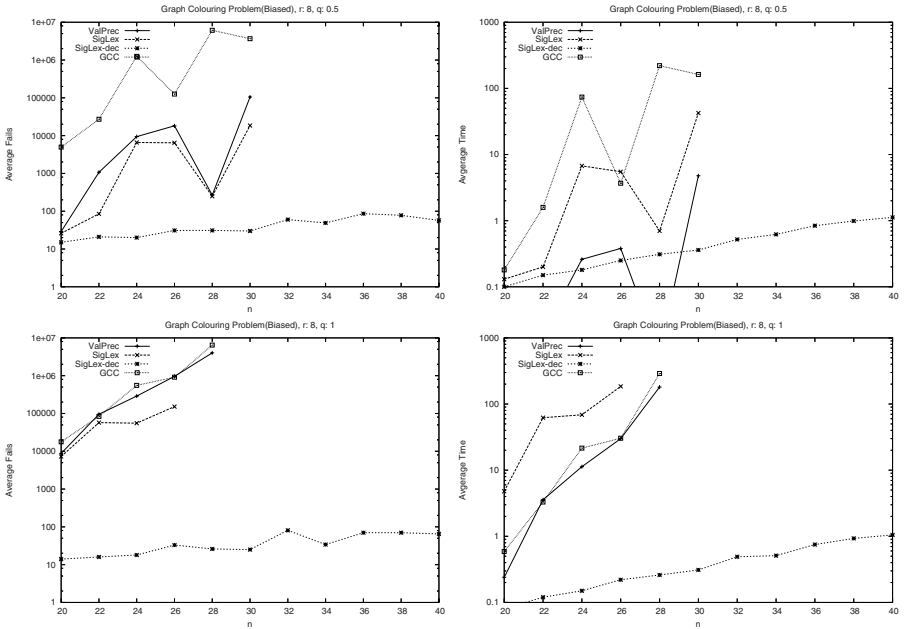 Graph Colouring Problem(Biased), r: 8, q: 0.5
1e+07
1e+06
100000
10000
1000
100
10
1
Average Fails
ValPrec
SigLex
SigLex-dec
GCC
20 22 24 26 28 30 32 34 36 38 40
n
Graph Colouring Problem(Biased), r: 8, q: 0.5
1000
100
10
1
0.1
Avgerage Time
ValPrec
SigLex
SigLex-dec
GCC
20 22 24 26 28 30 32 34 36 38 40
n
Graph Colouring Problem(Biased), r: 8, q: 1
1e+07
1e+06
100000
10000
1000
100
10
1
Average Fails
ValPrec
SigLex
SigLex-dec
GCC
20 22 24 26 28 30 32 34 36 38 40
n
Graph Colouring Problem(Biased), r: 8, q: 1
1000
100
10
1
0.1
Avgerage Time
ValPrec
SigLex
SigLex-dec
GCC
20 22 24 26 28 30 32 34 36 38 40
n